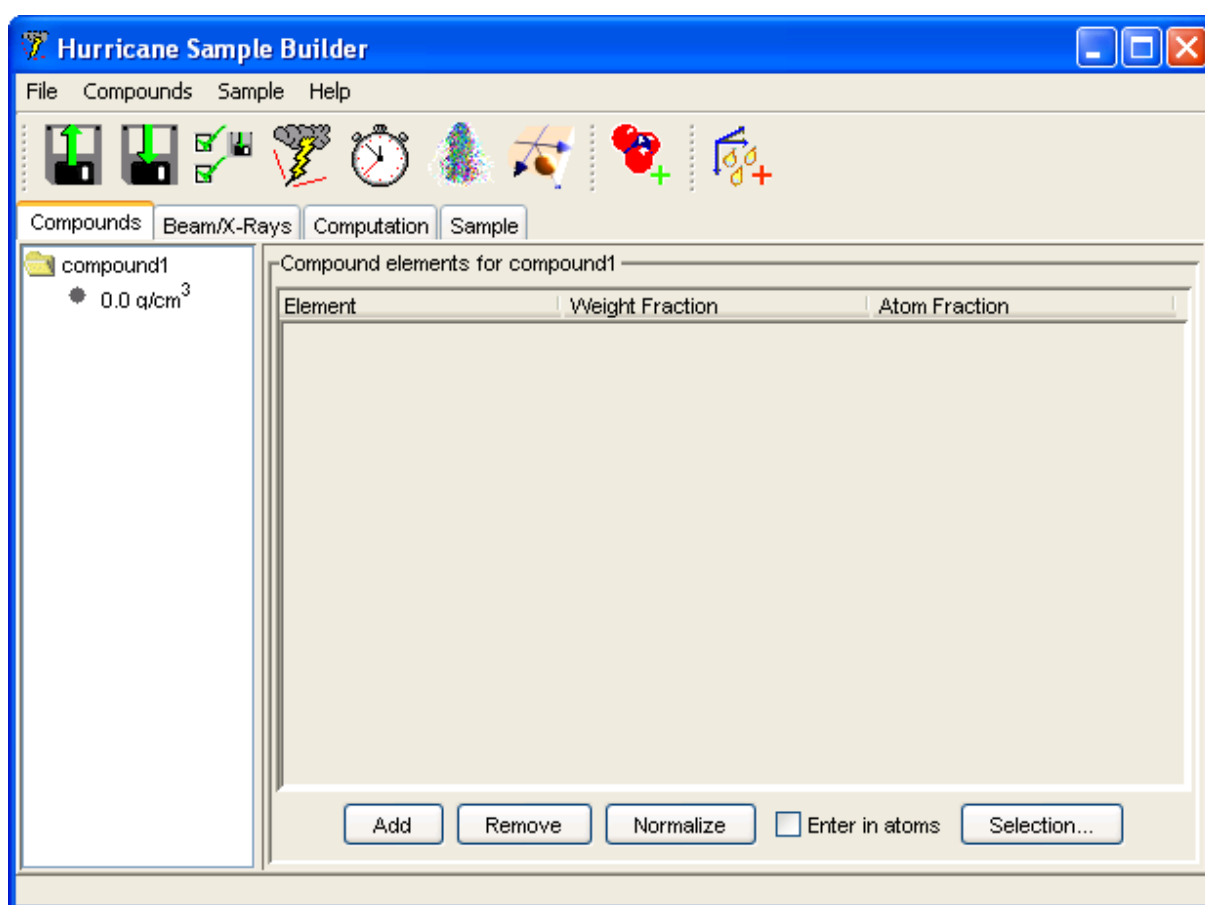 Hurricane Sample Builder
File Compounds Sample Help
Compounds Beam/X-Rays Computation Sample
compound1
0.0 g/cm³
Compound elements for compound1
Element Weight Fraction Atom Fraction
Add Remove Normalize Enter in atoms Selection...